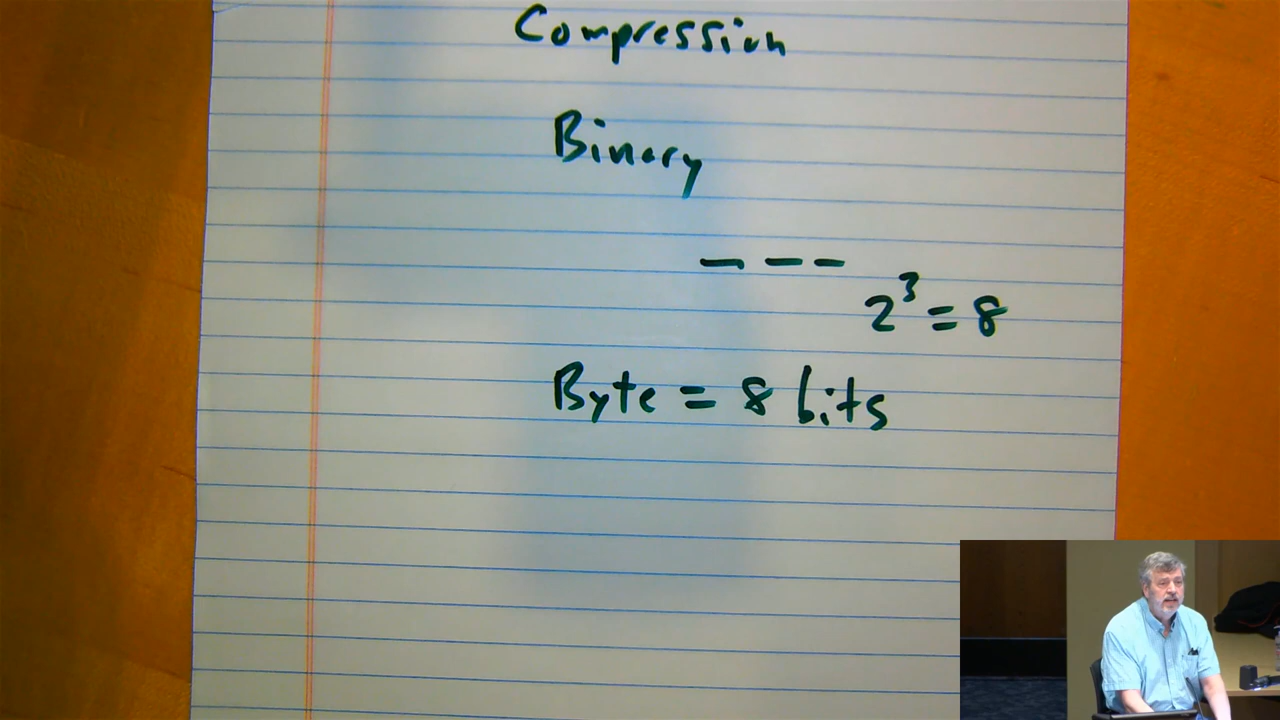 Compression
Binary
_ _ _
2³ = 8
Byte = 8 bits